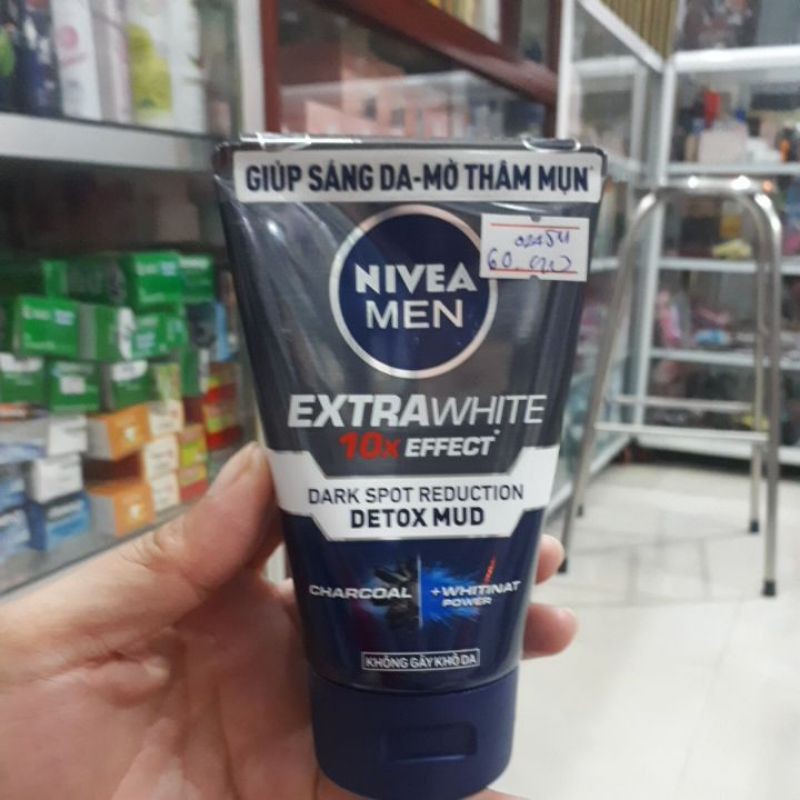 GIÚP SÁNG DA-MỜ THÂM MỤN*
NIVEA
MEN
EXTRAWHITE
10x EFFECT*
DARK SPOT REDUCTION
DETOX MUD
CHARCOAL
+WHITINAT
POWER
KHÔNG GÂY KHÔ DA